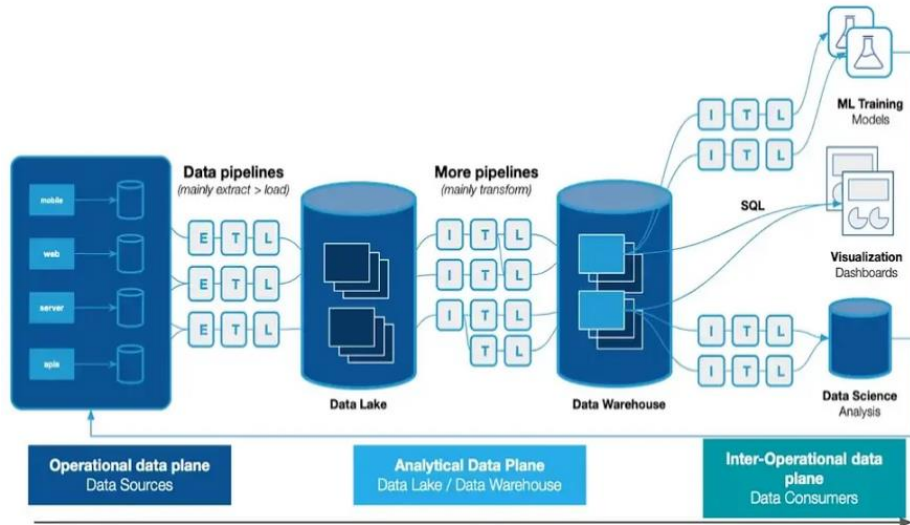 mobile
web
server
apis
Data pipelines
(mainly extract > load)
E T L
E T L
E T L
Data Lake
More pipelines
(mainly transform)
I T L
I T L
I T L
T L
Data Warehouse
I T L
I T L
SQL
I T L
I T L
ML Training
Models
Visualization
Dashboards
Data Science
Analysis
Operational data plane
Data Sources
Analytical Data Plane
Data Lake / Data Warehouse
Inter-Operational data
plane
Data Consumers